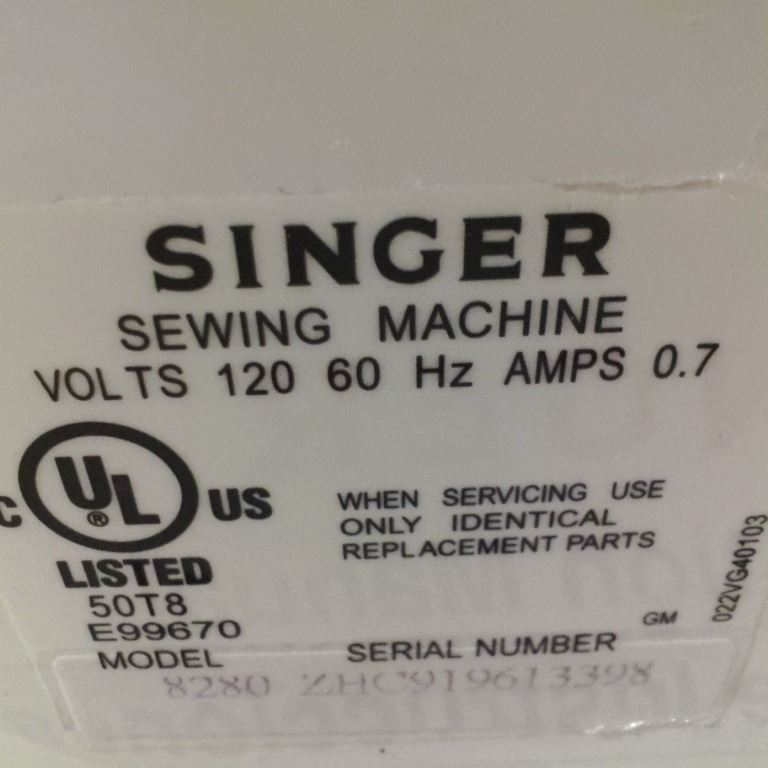 SINGER
SEWING MACHINE
VOLTS 120 60 Hz AMPS 0.7
C UL ® US
LISTED
50T8
E99670
WHEN SERVICING USE
ONLY IDENTICAL
REPLACEMENT PARTS
022VG40103
GM
MODEL SERIAL NUMBER
8280 ZHC919613398